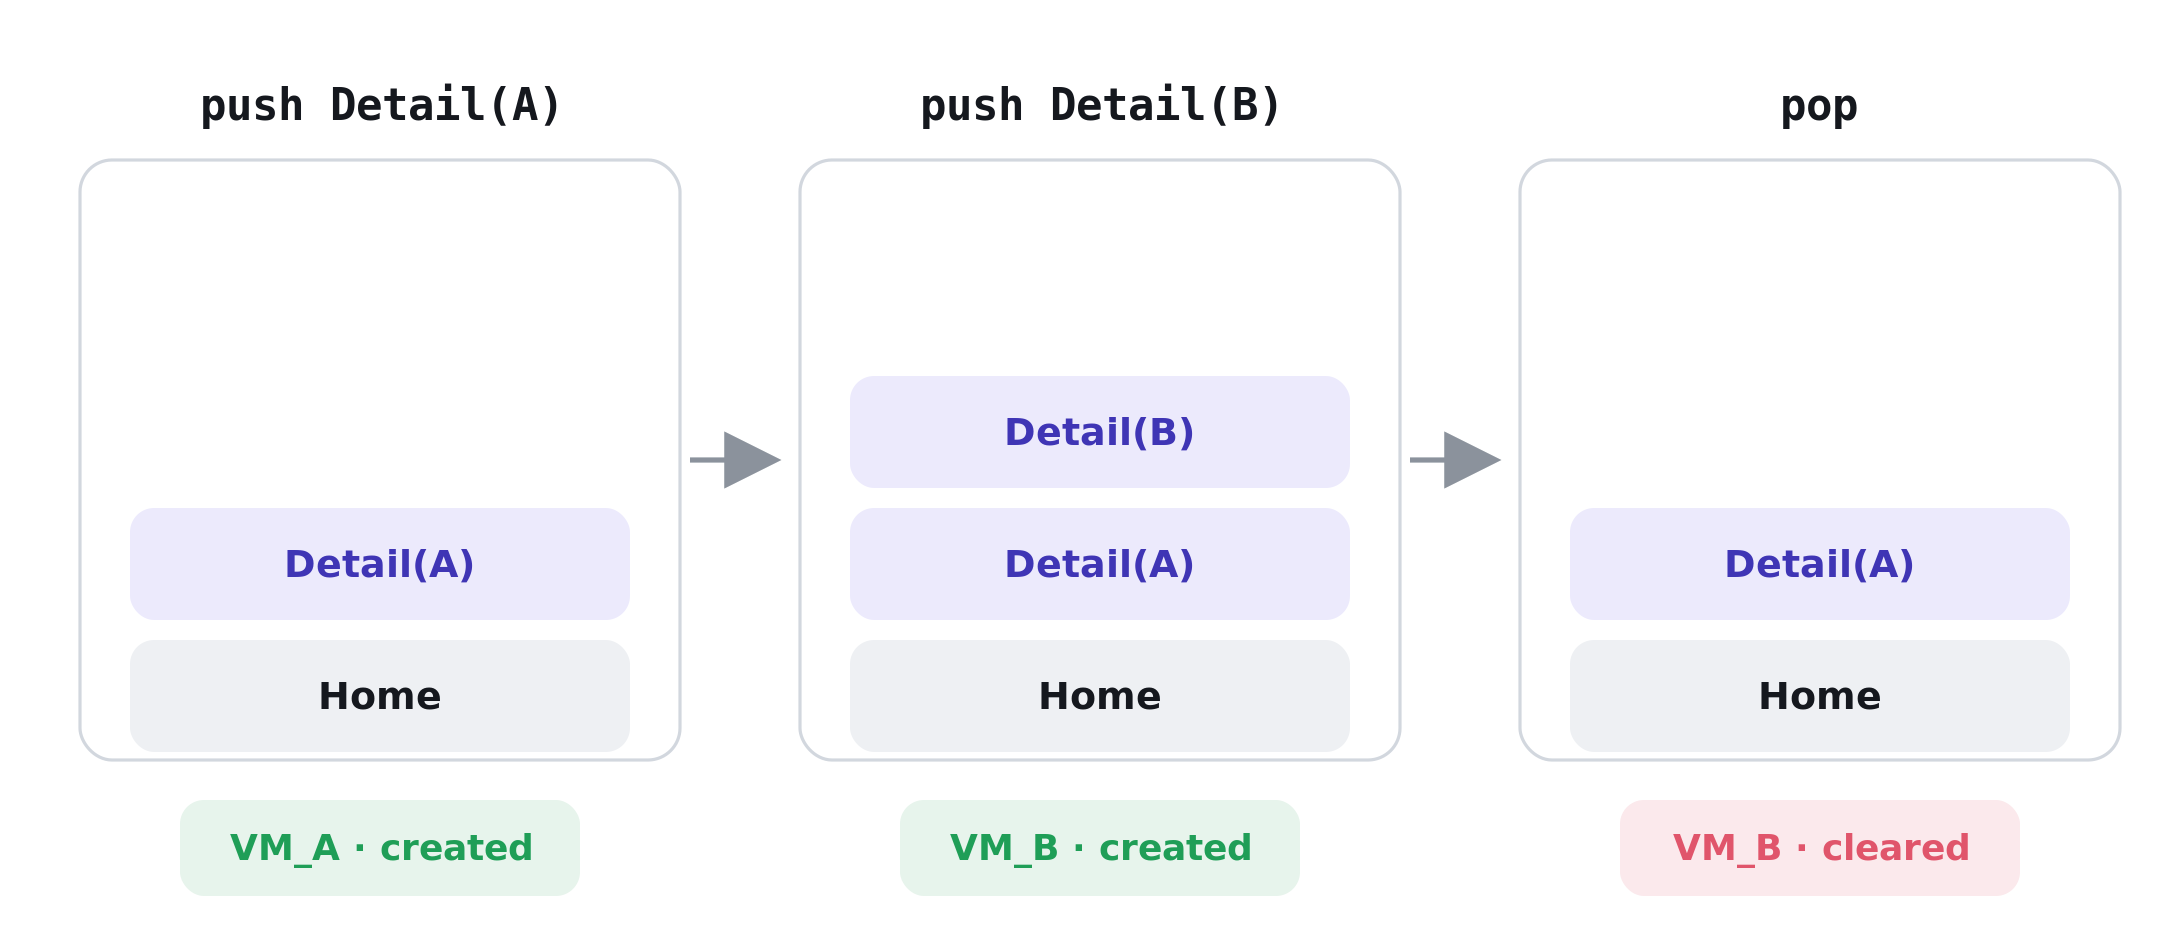 push Detail(A)
Detail(A)
Home
VM_A · created
push Detail(B)
Detail(B)
Detail(A)
Home
VM_B · created
pop
Detail(A)
Home
VM_B · cleared